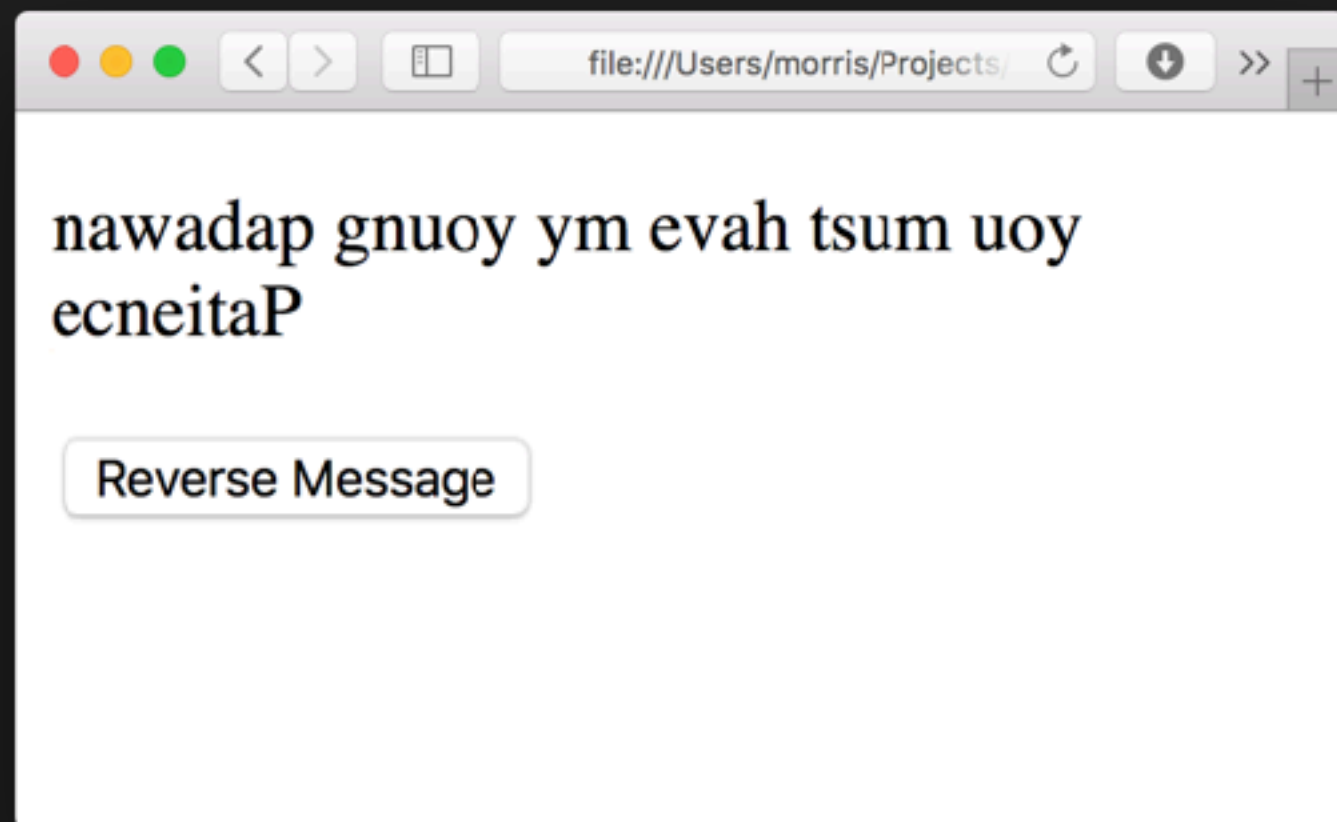 file:///Users/morris/Projects/
nawadap gnuoy ym evah tsum uoy
ecneitaP
Reverse Message